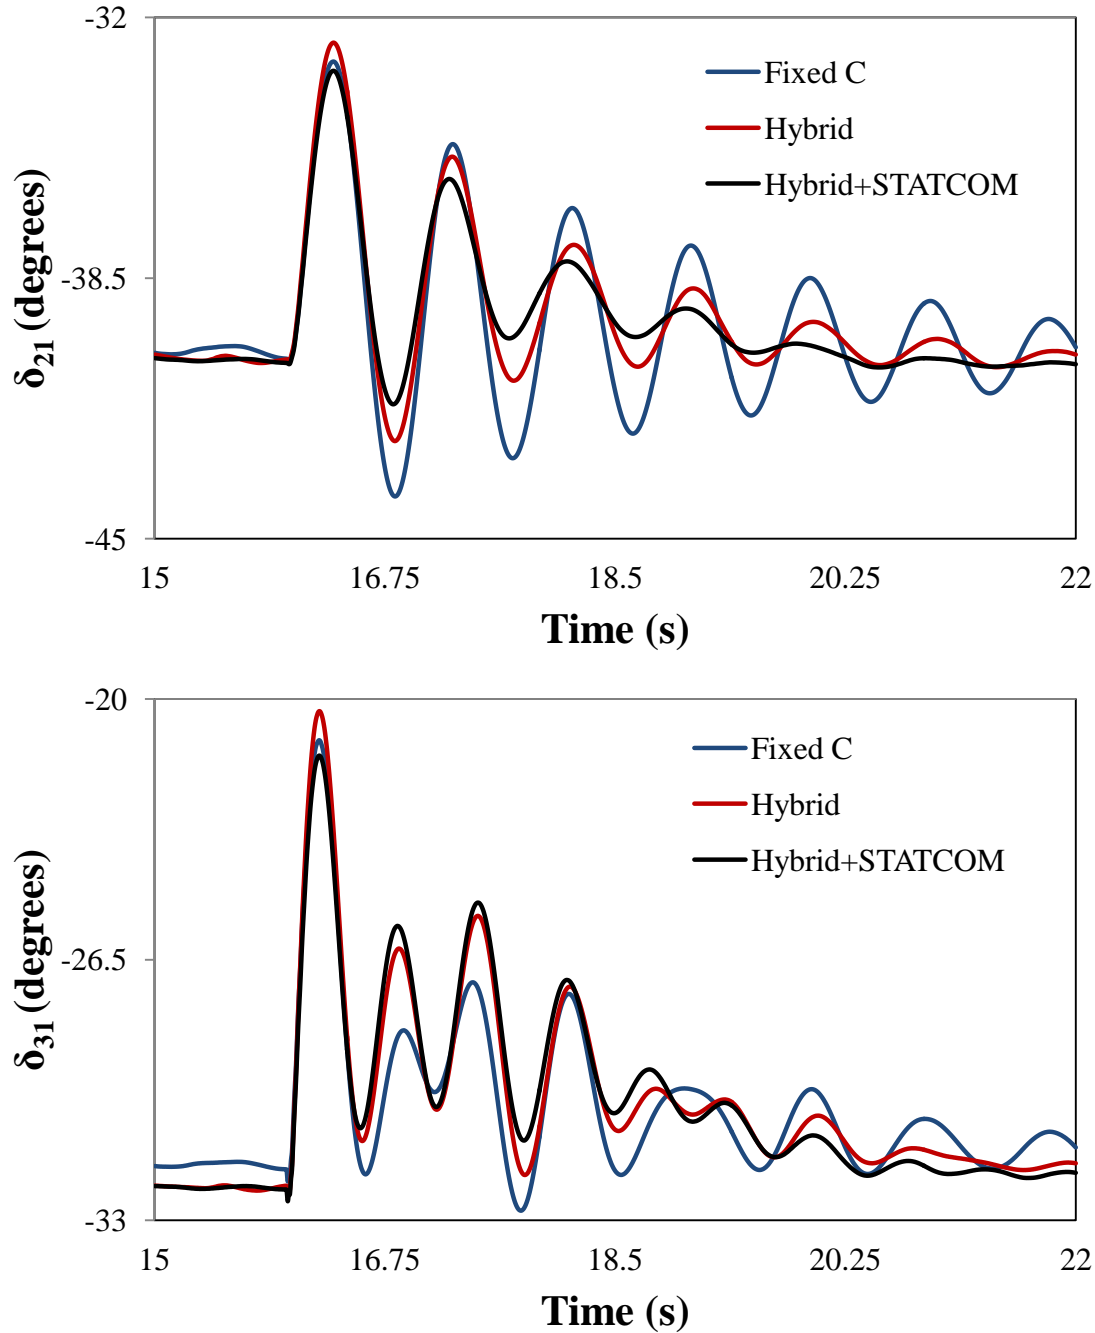 -32
Fixed C
Hybrid
Hybrid+STATCOM
δ21 (degrees)
-38.5
-45
15 16.75 18.5 20.25 22
Time (s)
-20
Fixed C
Hybrid
Hybrid+STATCOM
δ31 (degrees)
-26.5
-33
15 16.75 18.5 20.25 22
Time (s)